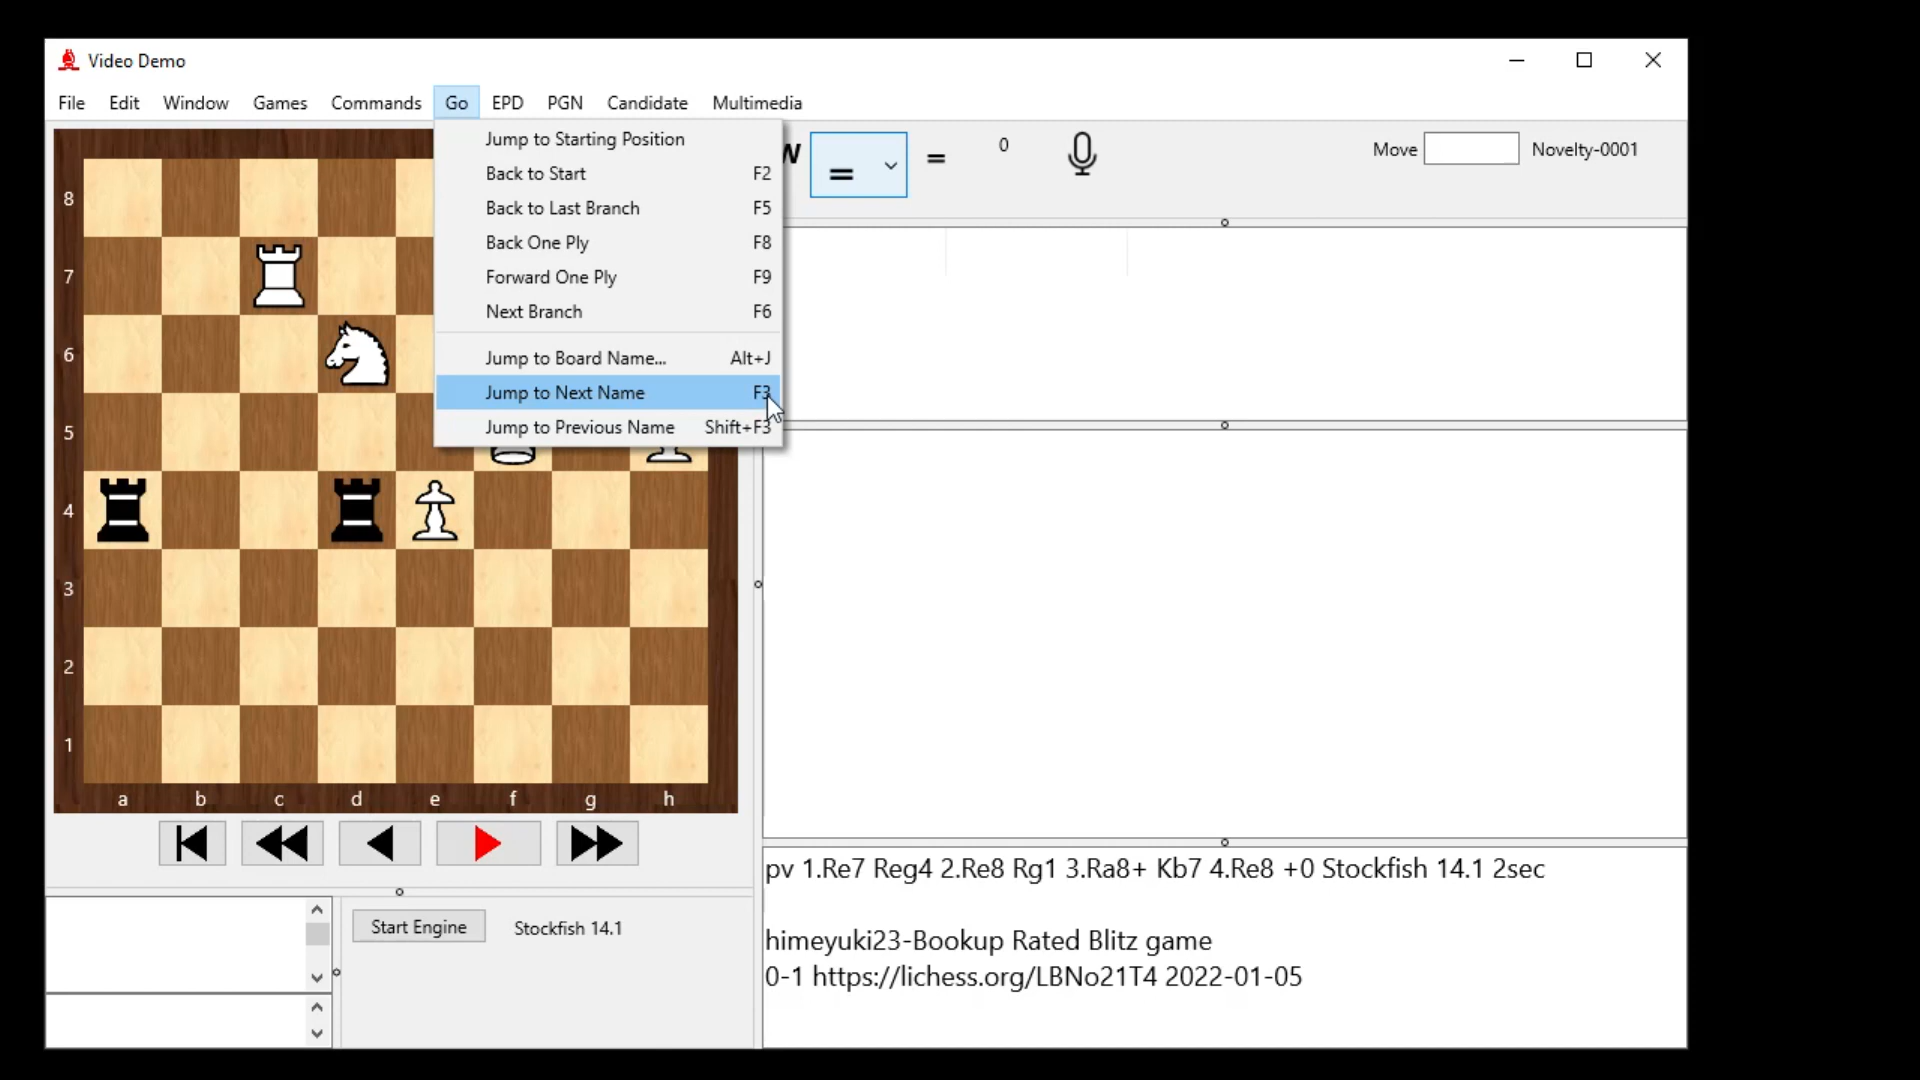 Video Demo
File Edit Window Games Commands Go EPD PGN Candidate Multimedia
Jump to Starting Position
Back to Start F2
Back to Last Branch F5
Back One Ply F8
Forward One Ply F9
Next Branch F6
Jump to Board Name... Alt+J
Jump to Next Name F3
Jump to Previous Name Shift+F3
W = = 0 Move Novelty-0001
8
7
6
5
4
3
2
1
a b c d e f g h
Start Engine Stockfish 14.1
pv 1.Re7 Reg4 2.Re8 Rg1 3.Ra8+ Kb7 4.Re8 +0 Stockfish 14.1 2sec
himeyuki23-Bookup Rated Blitz game
0-1 https://lichess.org/LBNo21T4 2022-01-05